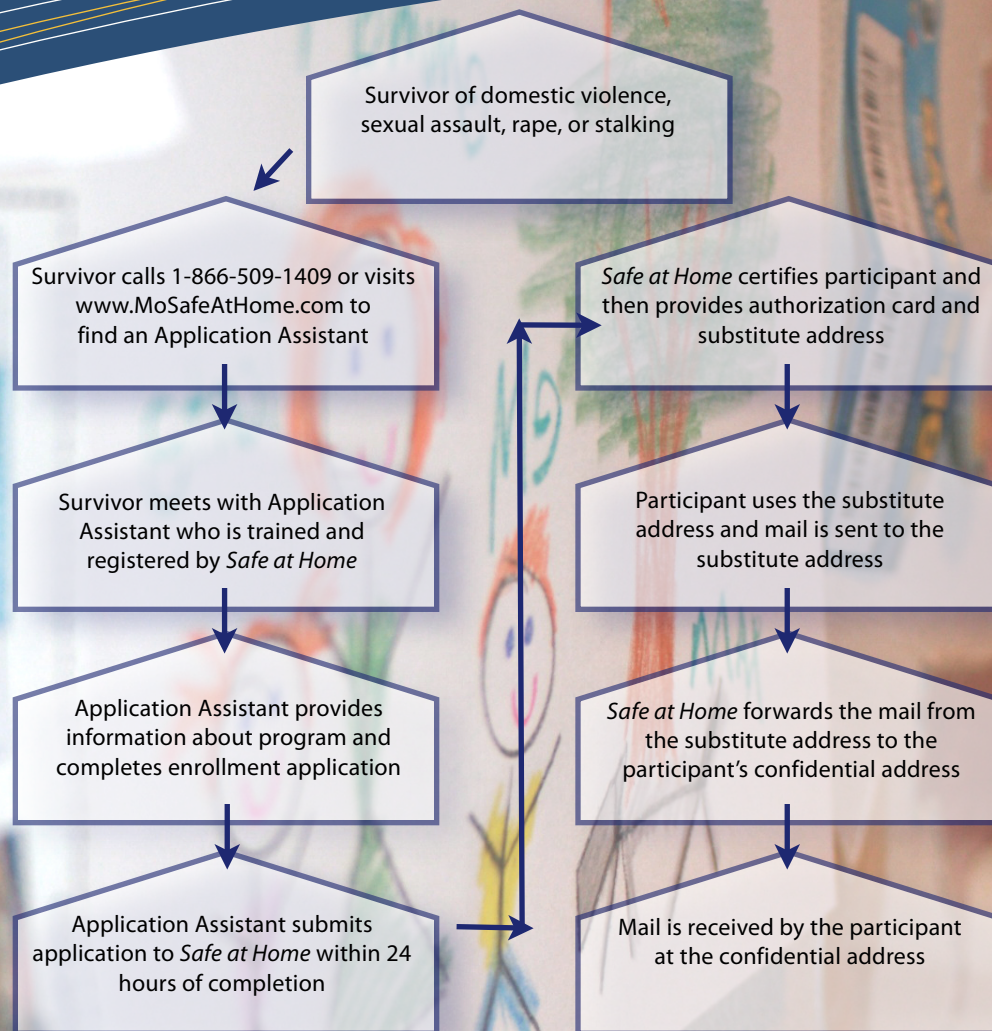 Survivor of domestic violence,
sexual assault, rape, or stalking
Survivor calls 1-866-509-1409 or visits
www.MoSafeAtHome.com to
find an Application Assistant
Survivor meets with Application
Assistant who is trained and
registered by Safe at Home
Application Assistant provides
information about program and
completes enrollment application
Application Assistant submits
application to Safe at Home within 24
hours of completion
Safe at Home certifies participant and
then provides authorization card and
substitute address
Participant uses the substitute
address and mail is sent to the
substitute address
Safe at Home forwards the mail from
the substitute address to the
participant’s confidential address
Mail is received by the participant
at the confidential address